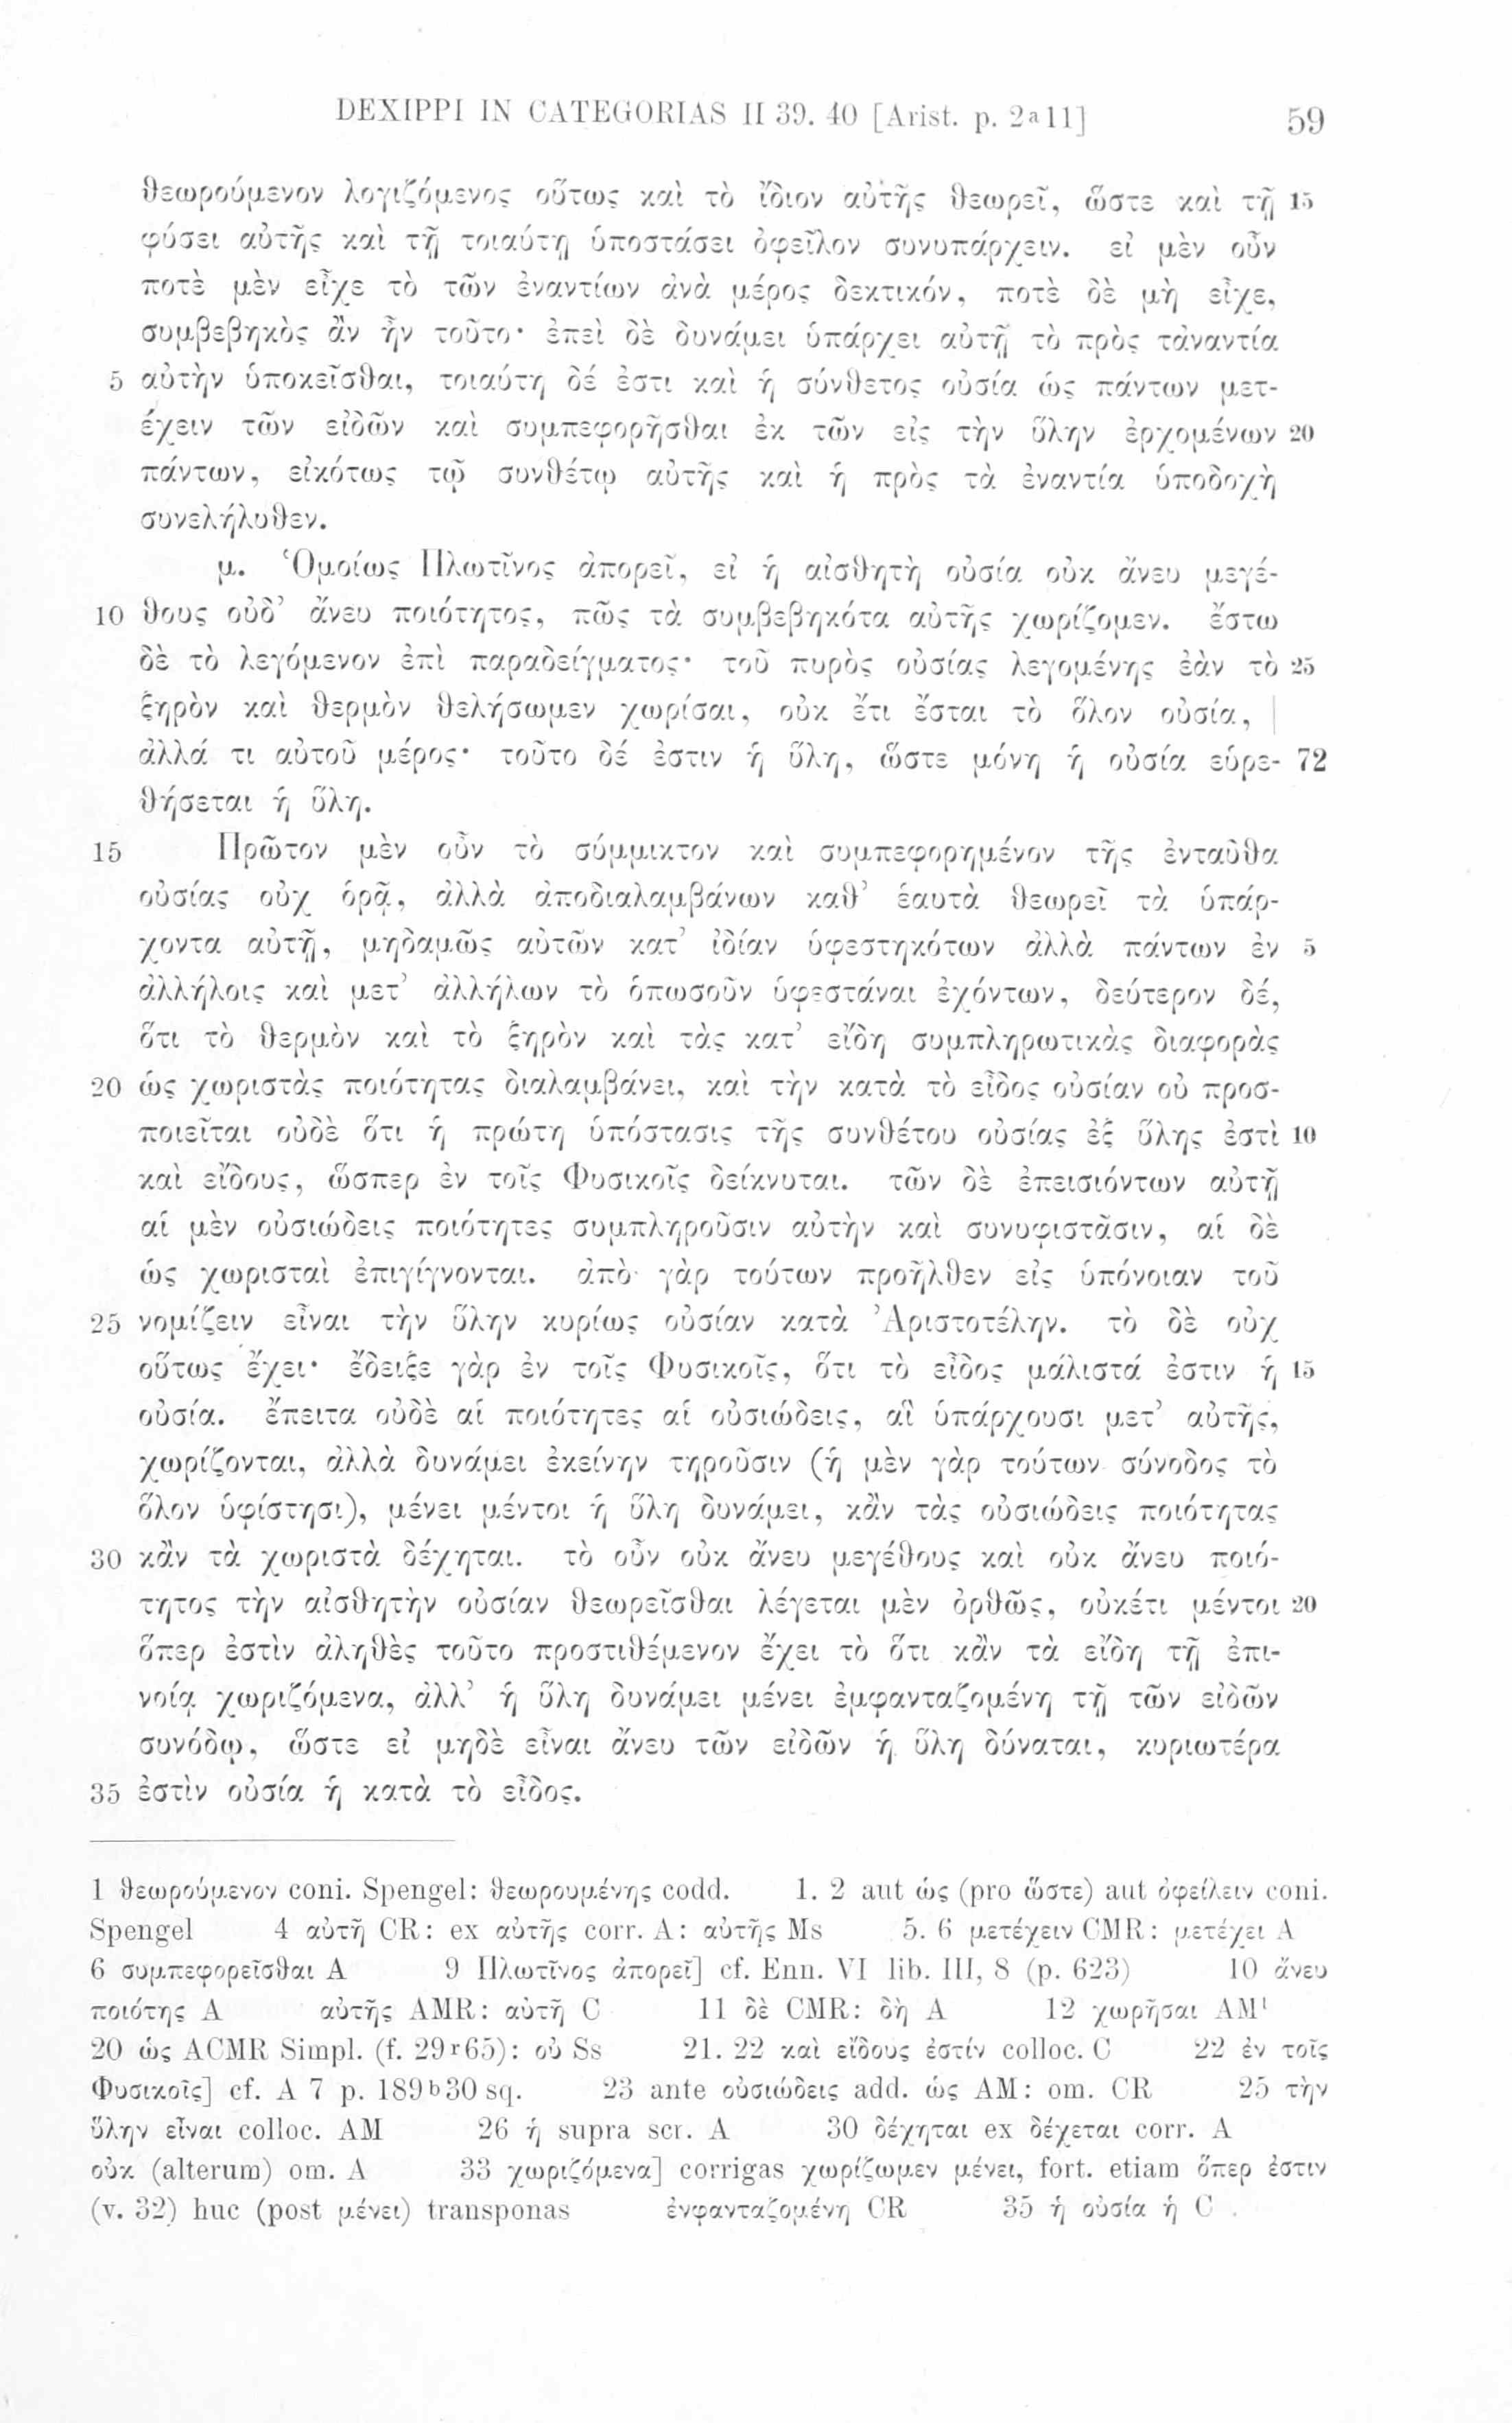 DEXIPPI IN CATEGORIAS II 39. 40 [Arist. p. 2a11] 59
θεωρούμενον λογιζόμενος οὕτως καὶ τὸ ἴδιον αὐτῆς θεωρεῖ, ὥστε καὶ τῇ 15
φύσει αὐτῆς καὶ τῇ τοιαύτῃ ὑποστάσει ὀφεῖλον συνυπάρχειν. εἰ μὲν οὖν
ποτὲ μὲν εἶχε τὸ τῶν ἐναντίων ἀνὰ μέρος δεκτικόν, ποτὲ δὲ μὴ εἶχε,
συμβεβηκὸς ἂν ἦν τοῦτο· ἐπεὶ δὲ δυνάμει ὑπάρχει αὐτῇ τὸ πρὸς τἀναντία
5 αὐτὴν ὑποκεῖσθαι, τοιαύτη δέ ἐστι καὶ ἡ σύνθετος οὐσία ὡς πάντων μετ-
έχειν τῶν εἰδῶν καὶ συμπεφορῆσθαι ἐκ τῶν εἰς τὴν ὕλην ἐρχομένων 20
πάντων, εἰκότως τῷ συνθέτῳ αὐτῆς καὶ ἡ πρὸς τὰ ἐναντία ὑποδοχὴ
συνελήλυθεν.
μ. Ὁμοίως Πλωτῖνος ἀπορεῖ, εἰ ἡ αἰσθητὴ οὐσία οὐκ ἄνευ μεγέ-
10 θους οὐδ’ ἄνευ ποιότητος, πῶς τὰ συμβεβηκότα αὐτῆς χωρίζομεν. ἔστω
δὲ τὸ λεγόμενον ἐπὶ παραδείγματος· τοῦ πυρὸς οὐσίας λεγομένης ἐὰν τὸ 25
ξηρὸν καὶ θερμὸν θελήσωμεν χωρίσαι, οὐκ ἔτι ἔσται τὸ ὅλον οὐσία, |
ἀλλά τι αὐτοῦ μέρος· τοῦτο δέ ἐστιν ἡ ὕλη, ὥστε μόνη ἡ οὐσία εὑρε- 72
θήσεται ἡ ὕλη.
15 Πρῶτον μὲν οὖν τὸ σύμμικτον καὶ συμπεφορημένον τῆς ἐνταῦθα
οὐσίας οὐχ ὁρᾷ, ἀλλὰ ἀποδιαλαμβάνων καθ’ ἑαυτὰ θεωρεῖ τὰ ὑπάρ-
χοντα αὐτῇ, μηδαμῶς αὐτῶν κατ’ ἰδίαν ὑφεστηκότων ἀλλὰ πάντων ἐν 5
ἀλλήλοις καὶ μετ’ ἀλλήλων τὸ ὁπωσοῦν ὑφεστάναι ἐχόντων, δεύτερον δέ,
ὅτι τὸ θερμὸν καὶ τὸ ξηρὸν καὶ τὰς κατ’ εἴδη συμπληρωτικὰς διαφορὰς
20 ὡς χωριστὰς ποιότητας διαλαμβάνει, καὶ τὴν κατὰ τὸ εἶδος οὐσίαν οὐ προσ-
ποιεῖται οὐδὲ ὅτι ἡ πρώτη ὑπόστασις τῆς συνθέτου οὐσίας ἐξ ὕλης ἐστὶ 10
καὶ εἴδους, ὥσπερ ἐν τοῖς Φυσικοῖς δείκνυται. τῶν δὲ ἐπεισιόντων αὐτῇ
αἱ μὲν οὐσιώδεις ποιότητες συμπληροῦσιν αὐτὴν καὶ συνυφιστᾶσιν, αἱ δὲ
ὡς χωρισταὶ ἐπιγίγνονται. ἀπὸ γὰρ τούτων προῆλθεν εἰς ὑπόνοιαν τοῦ
25 νομίζειν εἶναι τὴν ὕλην κυρίως οὐσίαν κατὰ Ἀριστοτέλην. τὸ δὲ οὐχ
οὕτως ἔχει· ἔδειξε γὰρ ἐν τοῖς Φυσικοῖς, ὅτι τὸ εἶδος μάλιστά ἐστιν ἡ 15
οὐσία. ἔπειτα οὐδὲ αἱ ποιότητες αἱ οὐσιώδεις, αἳ ὑπάρχουσι μετ’ αὐτῆς,
χωρίζονται, ἀλλὰ δυνάμει ἐκείνην τηροῦσιν (ἡ μὲν γὰρ τούτων σύνοδος τὸ
ὅλον ὑφίστησι), μένει μέντοι ἡ ὕλη δυνάμει, κἂν τὰς οὐσιώδεις ποιότητας
30 κἂν τὰ χωριστὰ δέχηται. τὸ οὖν οὐκ ἄνευ μεγέθους καὶ οὐκ ἄνευ ποιό-
τητος τὴν αἰσθητὴν οὐσίαν θεωρεῖσθαι λέγεται μὲν ὀρθῶς, οὐκέτι μέντοι 20
ὅπερ ἐστὶν ἀληθὲς τοῦτο προστιθέμενον ἔχει τὸ ὅτι κἂν τὰ εἴδη τῇ ἐπι-
νοίᾳ χωριζόμενα, ἀλλ’ ἡ ὕλη δυνάμει μένει ἐμφανταζομένη τῇ τῶν εἰδῶν
συνόδῳ, ὥστε εἰ μηδὲ εἶναι ἄνευ τῶν εἰδῶν ἡ ὕλη δύναται, κυριωτέρα
35 ἐστὶν οὐσία ἡ κατὰ τὸ εἶδος.
1 θεωρούμενον coni. Spengel: θεωρουμένης codd. 1. 2 aut ὡς (pro ὥστε) aut ὀφείλειν coni.
Spengel 4 αὐτῇ CR: ex αὐτῆς corr. A: αὐτῆς Ms 5. 6 μετέχειν CMR: μετέχει A
6 συμπεφορεῖσθαι A 9 Πλωτῖνος ἀπορεῖ] cf. Enn. VI lib. III, 8 (p. 623) 10 ἄνευ
ποιότης A αὐτῆς AMR: αὐτῇ C 11 δὲ CMR: δὴ A 12 χωρῆσαι AM¹
20 ὡς ACMR Simpl. (f. 29r65): οὐ Ss 21. 22 καὶ εἴδους ἐστίν colloc. C 22 ἐν τοῖς
Φυσικοῖς] cf. A 7 p. 189b30 sq. 23 ante οὐσιώδεις add. ὡς AM: om. CR 25 τὴν
ὕλην εἶναι colloc. AM 26 ἡ supra scr. A 30 δέχηται ex δέχεται corr. A
οὐκ (alterum) om. A 33 χωριζόμενα] corrigas χωρίζωμεν μένει, fort. etiam ὅπερ ἐστιν
(v. 32) huc (post μένει) transponas ἐνφανταζομένη CR 35 ἡ οὐσία ἡ C